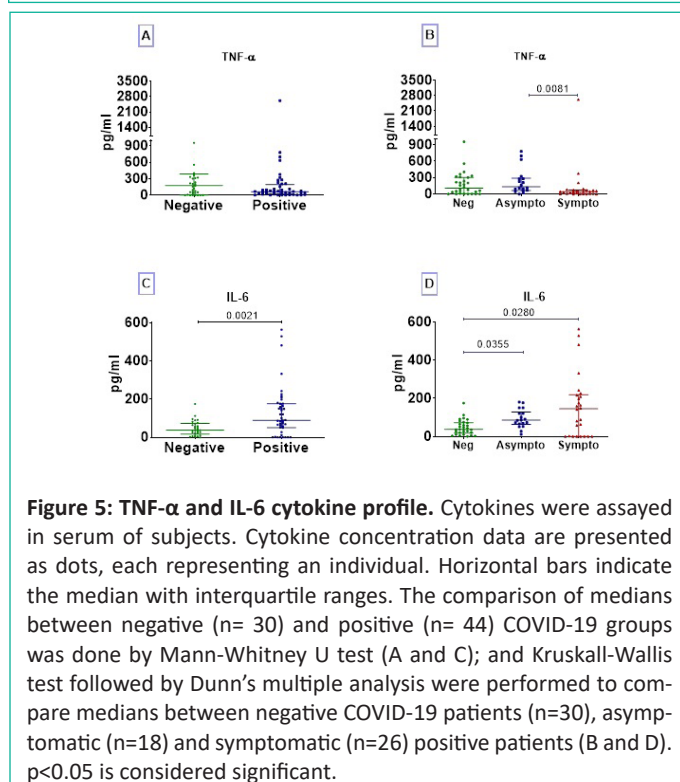 A
TNF-α
3500
2800
2100
1400
900
600
300
0
pg/ml
Negative Positive
B
TNF-α
3500
2800
2100
1400
900
600
300
0
pg/ml
0.0081
Neg Asympto Sympto
C
IL-6
600
400
200
0
pg/ml
0.0021
Negative Positive
D
IL-6
600
400
200
0
pg/ml
0.0280
0.0355
Neg Asympto Sympto
Figure 5: TNF-α and IL-6 cytokine profile. Cytokines were assayed
in serum of subjects. Cytokine concentration data are presented
as dots, each representing an individual. Horizontal bars indicate
the median with interquartile ranges. The comparison of medians
between negative (n= 30) and positive (n= 44) COVID-19 groups
was done by Mann-Whitney U test (A and C); and Kruskall-Wallis
test followed by Dunn’s multiple analysis were performed to com-
pare medians between negative COVID-19 patients (n=30), asymp-
tomatic (n=18) and symptomatic (n=26) positive patients (B and D).
p<0.05 is considered significant.